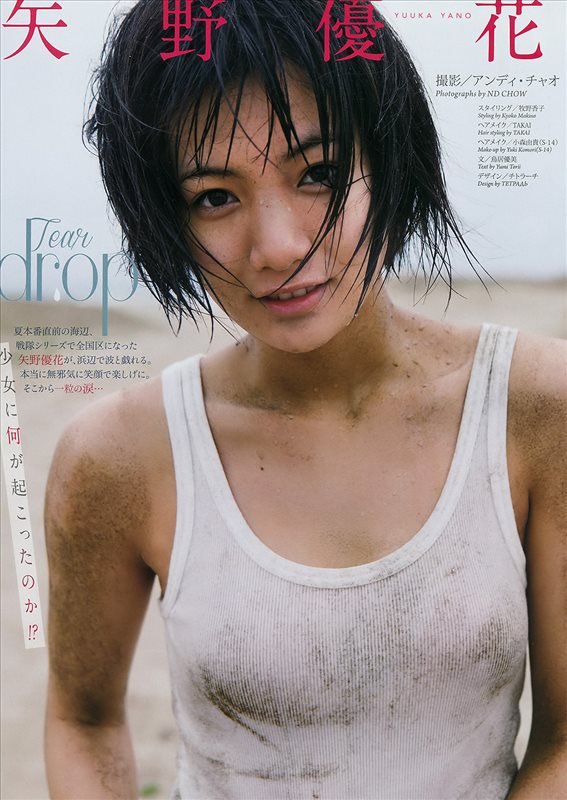 矢野優花
YUUKA YANO
撮影／アンディ・チャオ
Photographs by ND CHOW
スタイリング／牧野香子
Styling by Kyoko Makino
ヘアメイク／TAKAI
Hair styling by TAKAI
ヘアメイク／小森由貴(S-14)
Make-up by Yuki Komori(S-14)
文／鳥居優美
Text by Yumi Torii
デザイン／チトラーチ
Design by ТЕТРАДЬ
Tear
drop
夏本番直前の海辺、
戦隊シリーズで全国区になった
矢野優花が、浜辺で波と戯れる。
本当に無邪気に笑顔で楽しげに。
そこから一粒の涙…
少女に何が起こったのか!?